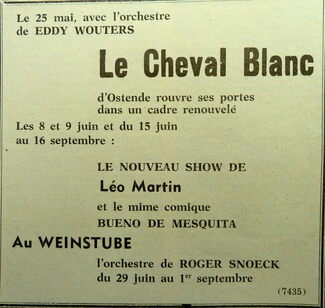 Le 25 mai, avec l'orchestre
de EDDY WOUTERS
Le Cheval Blanc
d'Ostende rouvre ses portes
dans un cadre renouvelé
Les 8 et 9 juin et du 15 juin
au 16 septembre :
LE NOUVEAU SHOW DE
Léo Martin
et le mime comique
BUENO DE MESQUITA
Au WEINSTUBE
l'orchestre de ROGER SNOECK
du 29 juin au 1er septembre
(7435)